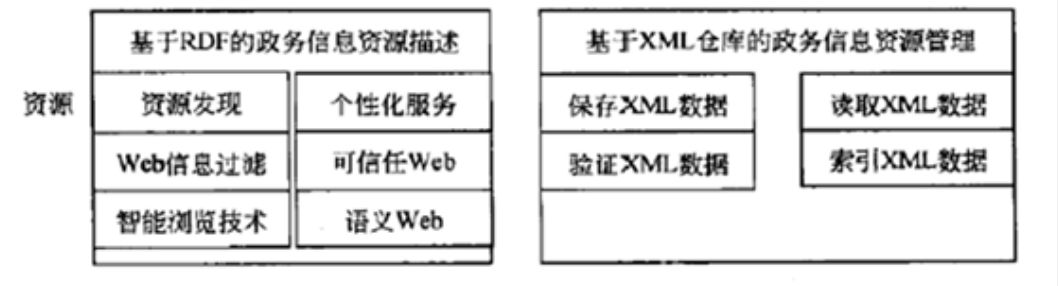 基于RDF的政务信息资源描述
基于XML仓库的政务信息资源管理
资源
资源发现
个性化服务
保存XML数据
读取XML数据
Web信息过滤
可信任Web
验证XML数据
索引XML数据
智能浏览技术
语义Web